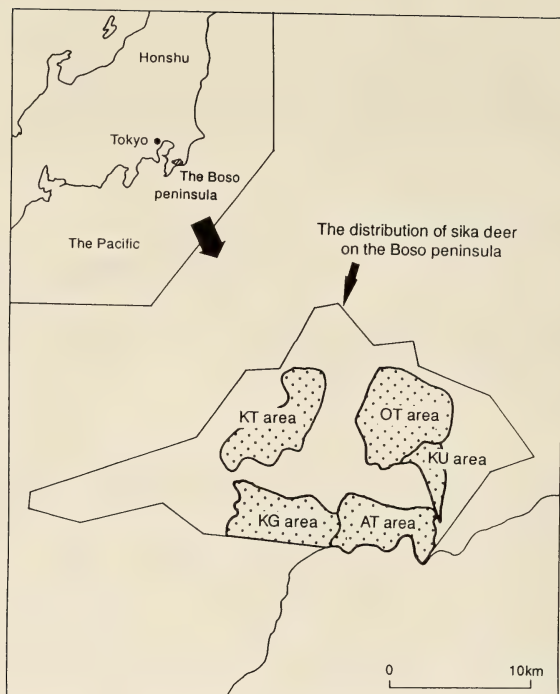 Honshu
Tokyo
The Boso
peninsula
The Pacific
The distribution of sika deer
on the Boso peninsula
KT area
OT area
KU area
KG area
AT area
0
10km